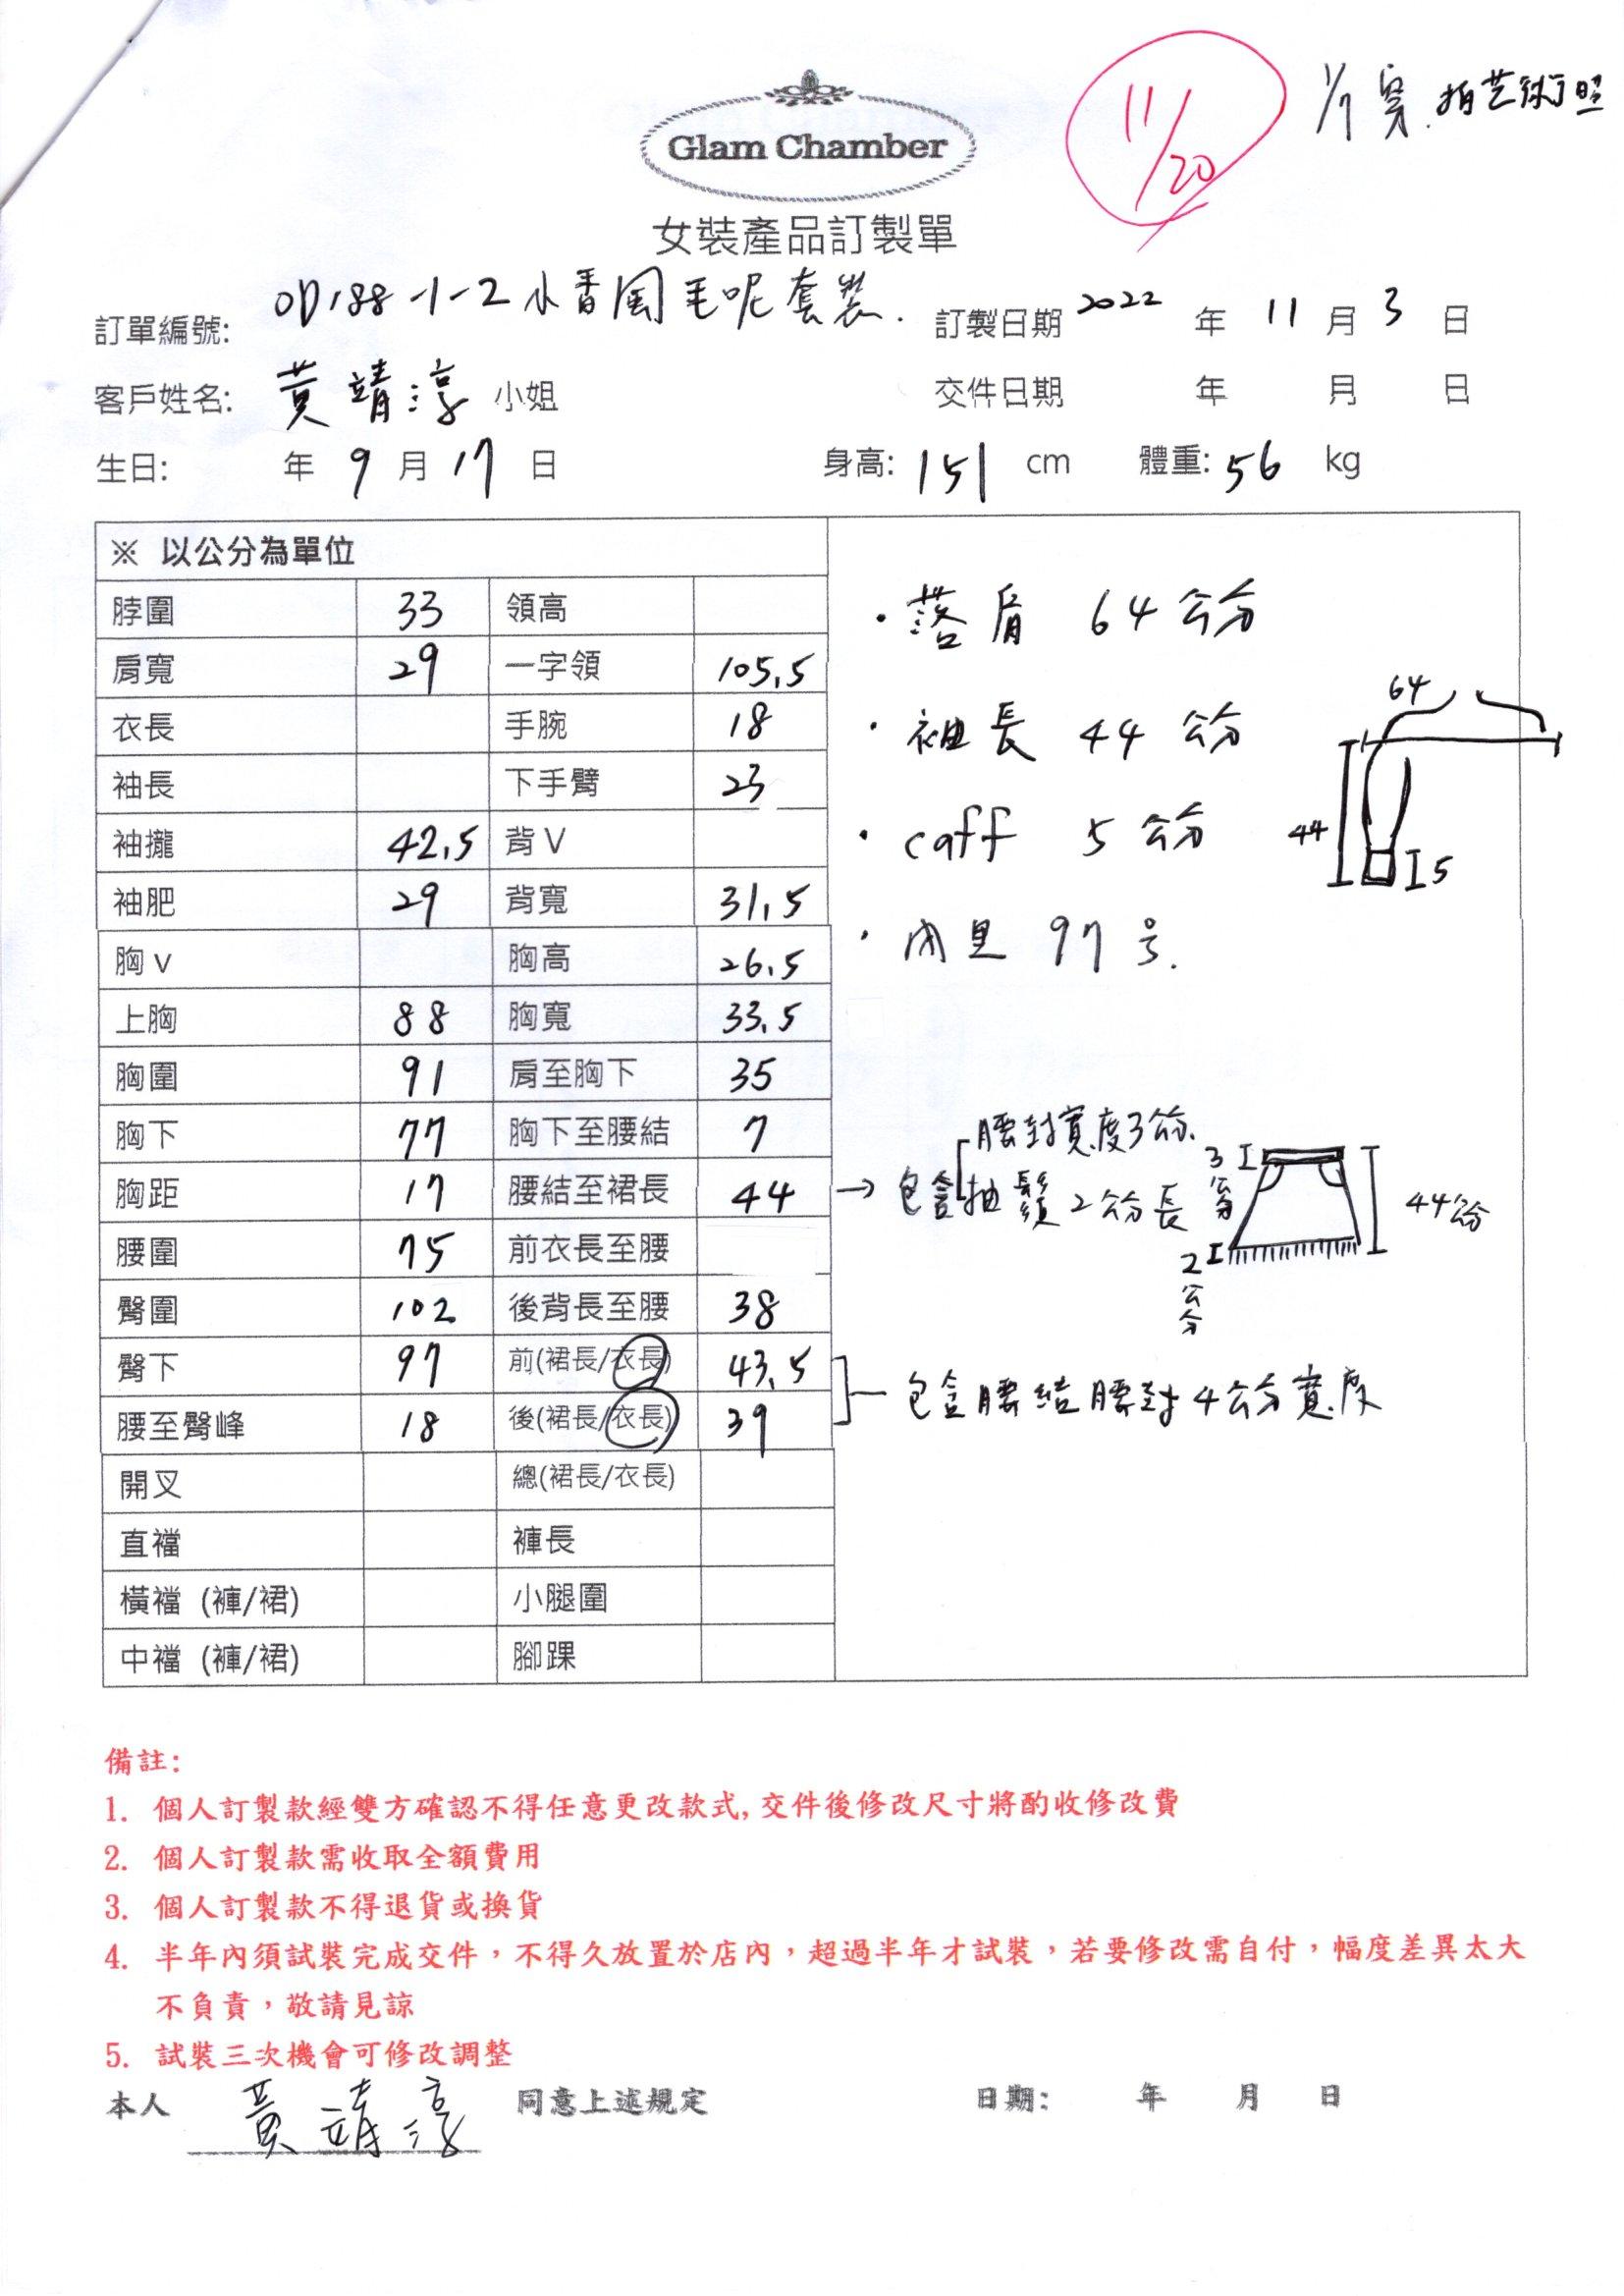 11/20
1/7 穿. 拍芸術照
Glam Chamber
女裝產品訂製單
訂單編號: OD188-1-2 小香風毛呢套裝. 訂製日期 2022 年 11 月 3 日
客戶姓名: 黃靖淳 小姐 交件日期 年 月 日
生日: 年 9 月 17 日 身高: 151 cm 體重: 56 kg
※ 以公分為單位
脖圍 33 領高
肩寬 29 一字領 105.5
衣長 手腕 18
袖長 下手臂 23
袖攏 42.5 背V
袖肥 29 背寬 31.5
胸v 胸高 26.5
上胸 88 胸寬 33.5
胸圍 91 肩至胸下 35
胸下 77 胸下至腰結 7
胸距 17 腰結至裙長 44
腰圍 75 前衣長至腰
臀圍 102 後背長至腰 38
臀下 97 前(裙長/衣長) 43.5
腰至臀峰 18 後(裙長/衣長) 39
開叉 總(裙長/衣長)
直襠 褲長
橫襠 (褲/裙) 小腿圍
中襠 (褲/裙) 腳踝
· 落肩 64 公分
· 袖長 44 公分
· caff 5 公分
· 內里 97 号.
64
44
5
→ 包含 腰封寬度3公分.
抽鬚2公分長
3公分
2公分
44公分
包含腰結腰封4公分寬度
備註:
1. 個人訂製款經雙方確認不得任意更改款式,交件後修改尺寸將酌收修改費
2. 個人訂製款需收取全額費用
3. 個人訂製款不得退貨或換貨
4. 半年內須試裝完成交件，不得久放置於店內，超過半年才試裝，若要修改需自付，幅度差異太大
不負責，敬請見諒
5. 試裝三次機會可修改調整
本人 黃靖淳 同意上述規定 日期: 年 月 日